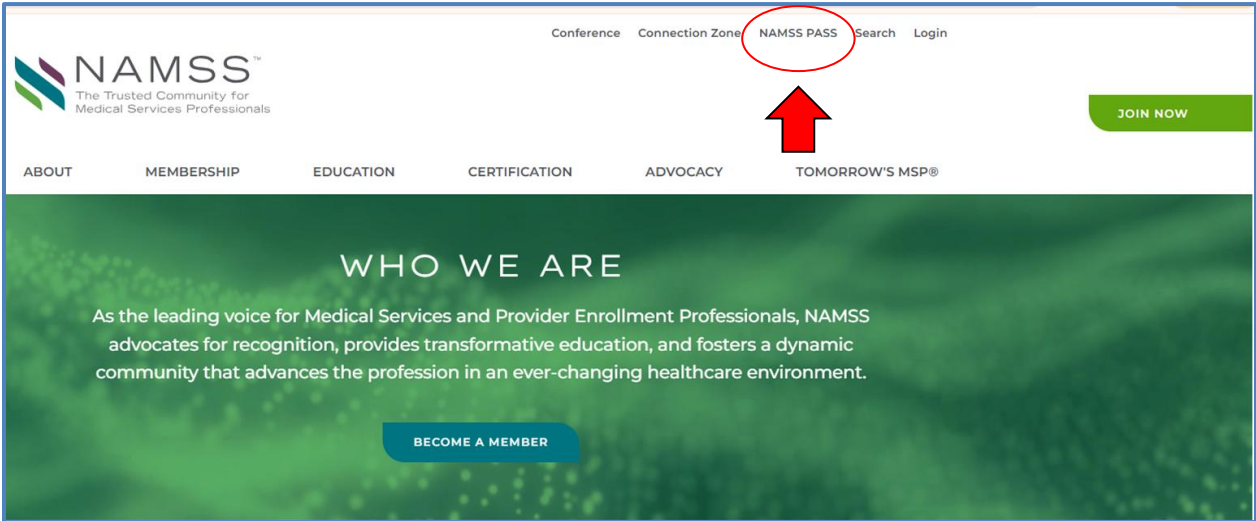 Conference Connection Zone NAMSS PASS Search Login
NAMSS™
The Trusted Community for
Medical Services Professionals
JOIN NOW
ABOUT MEMBERSHIP EDUCATION CERTIFICATION ADVOCACY TOMORROW'S MSP®
WHO WE ARE
As the leading voice for Medical Services and Provider Enrollment Professionals, NAMSS
advocates for recognition, provides transformative education, and fosters a dynamic
community that advances the profession in an ever-changing healthcare environment.
BECOME A MEMBER